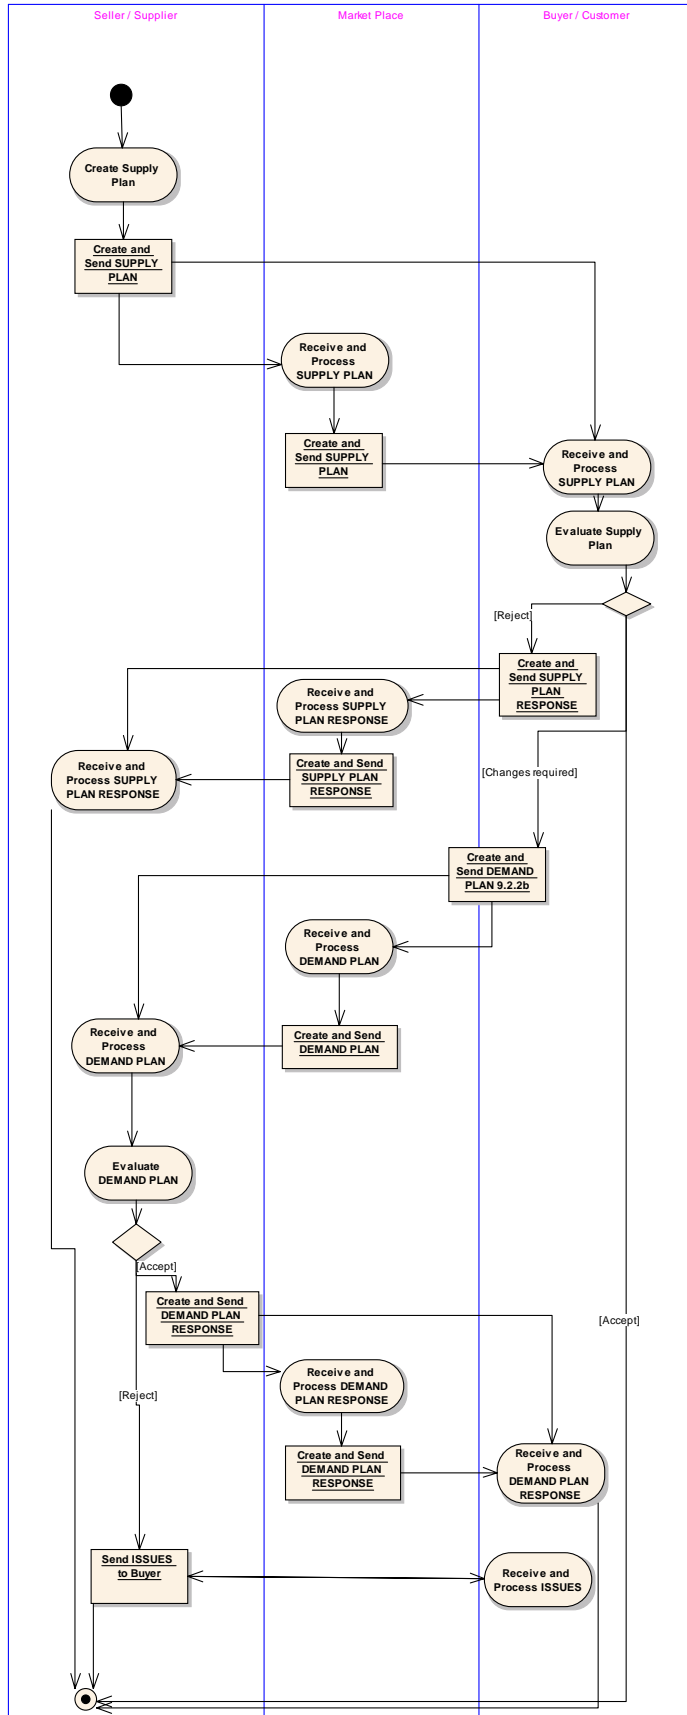 Seller / Supplier
Market Place
Buyer / Customer
Create Supply
Plan
Create and
Send SUPPLY
PLAN
Receive and
Process
SUPPLY PLAN
Create and
Send SUPPLY
PLAN
Receive and
Process
SUPPLY PLAN
Evaluate Supply
Plan
[Reject]
Create and
Send SUPPLY
PLAN
RESPONSE
Receive and
Process SUPPLY
PLAN RESPONSE
Create and Send
SUPPLY PLAN
RESPONSE
Receive and
Process SUPPLY
PLAN RESPONSE
[Changes required]
Create and
Send DEMAND
PLAN 9.2.2b
Receive and
Process
DEMAND PLAN
Create and Send
DEMAND PLAN
Receive and
Process
DEMAND PLAN
Evaluate
DEMAND PLAN
[Accept]
Create and Send
DEMAND PLAN
RESPONSE
[Accept]
Receive and
Process DEMAND
PLAN RESPONSE
[Reject]
Create and Send
DEMAND PLAN
RESPONSE
Receive and
Process
DEMAND PLAN
RESPONSE
Send ISSUES
to Buyer
Receive and
Process ISSUES